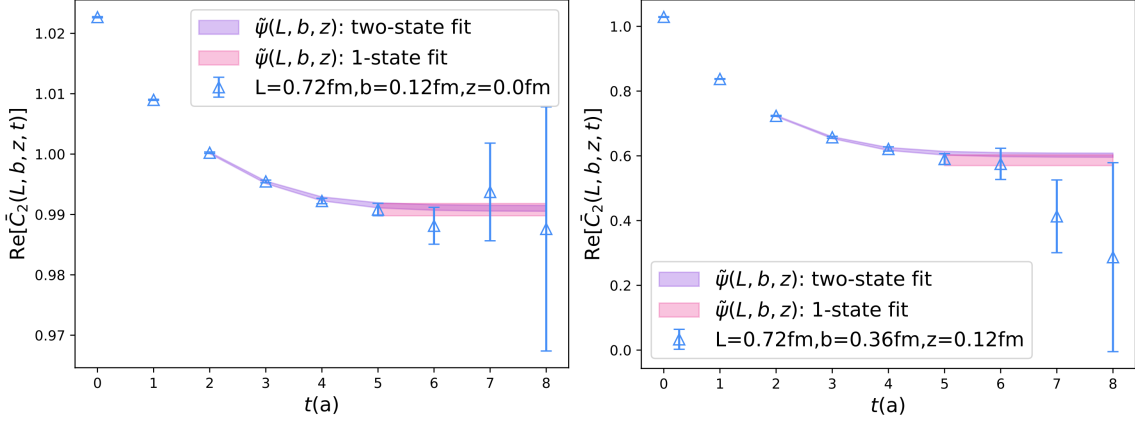 Re[C̄₂(L, b, z, t)]
1.02
1.01
1.00
0.99
0.98
0.97
ψ̃(L, b, z): two-state fit
ψ̃(L, b, z): 1-state fit
L=0.72fm,b=0.12fm,z=0.0fm
0 1 2 3 4 5 6 7 8
t(a)
Re[C̄₂(L, b, z, t)]
1.0
0.8
0.6
0.4
0.2
0.0
ψ̃(L, b, z): two-state fit
ψ̃(L, b, z): 1-state fit
L=0.72fm,b=0.36fm,z=0.12fm
0 1 2 3 4 5 6 7 8
t(a)